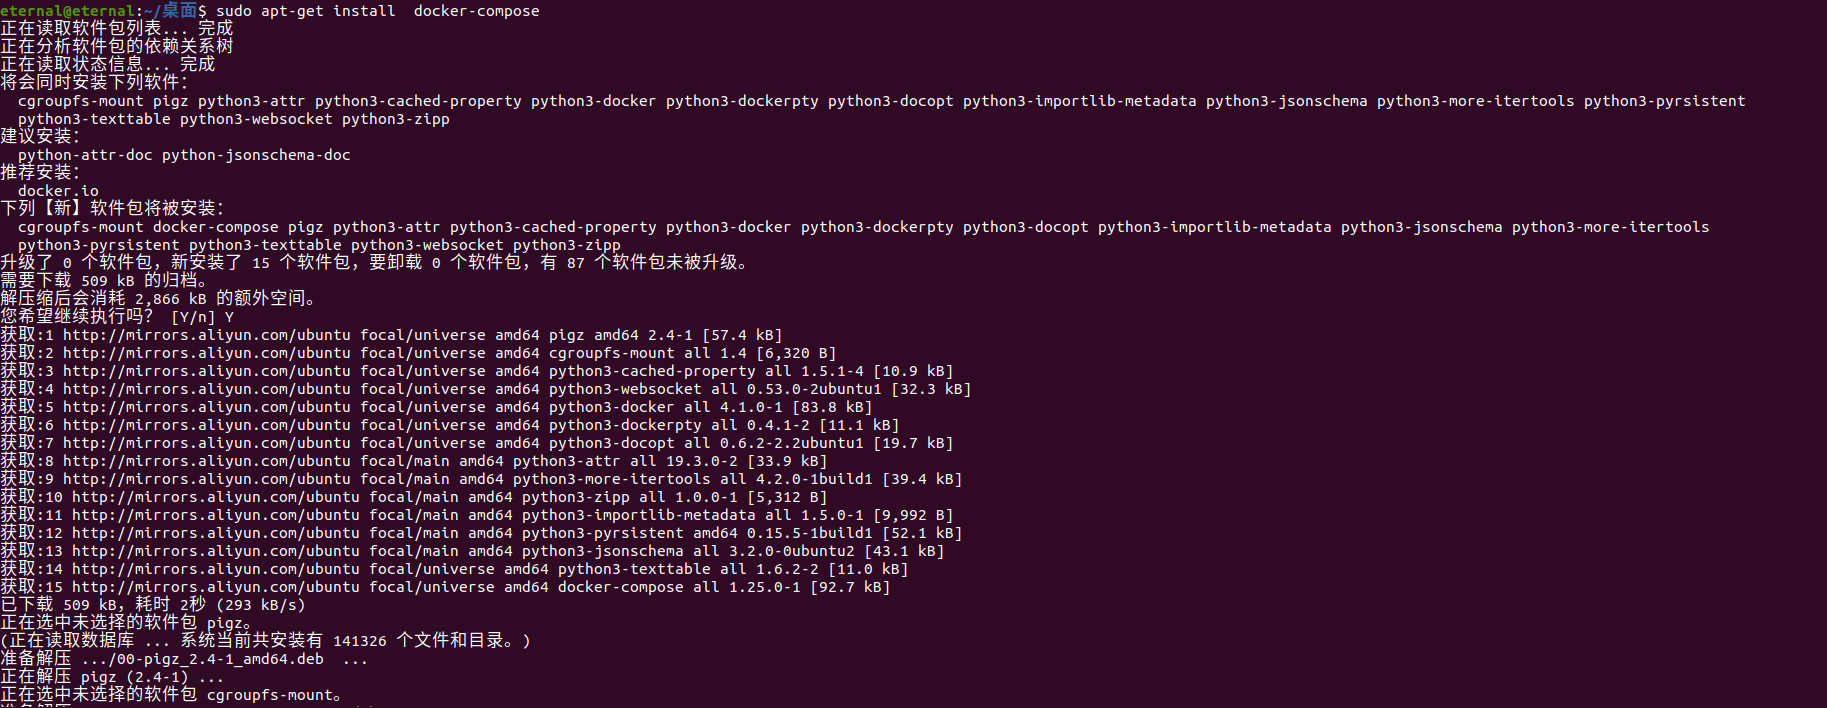 eternal@eternal:~/桌面$ sudo apt-get install  docker-compose
正在读取软件包列表... 完成
正在分析软件包的依赖关系树
正在读取状态信息... 完成
将会同时安装下列软件：
  cgroupfs-mount pigz python3-attr python3-cached-property python3-docker python3-dockerpty python3-docopt python3-importlib-metadata python3-jsonschema python3-more-itertools python3-pyrsistent
  python3-texttable python3-websocket python3-zipp
建议安装：
  python-attr-doc python-jsonschema-doc
推荐安装：
  docker.io
下列【新】软件包将被安装：
  cgroupfs-mount docker-compose pigz python3-attr python3-cached-property python3-docker python3-dockerpty python3-docopt python3-importlib-metadata python3-jsonschema python3-more-itertools
  python3-pyrsistent python3-texttable python3-websocket python3-zipp
升级了 0 个软件包，新安装了 15 个软件包，要卸载 0 个软件包，有 87 个软件包未被升级。
需要下载 509 kB 的归档。
解压缩后会消耗 2,866 kB 的额外空间。
您希望继续执行吗？ [Y/n] Y
获取:1 http://mirrors.aliyun.com/ubuntu focal/universe amd64 pigz amd64 2.4-1 [57.4 kB]
获取:2 http://mirrors.aliyun.com/ubuntu focal/universe amd64 cgroupfs-mount all 1.4 [6,320 B]
获取:3 http://mirrors.aliyun.com/ubuntu focal/universe amd64 python3-cached-property all 1.5.1-4 [10.9 kB]
获取:4 http://mirrors.aliyun.com/ubuntu focal/universe amd64 python3-websocket all 0.53.0-2ubuntu1 [32.3 kB]
获取:5 http://mirrors.aliyun.com/ubuntu focal/universe amd64 python3-docker all 4.1.0-1 [83.8 kB]
获取:6 http://mirrors.aliyun.com/ubuntu focal/universe amd64 python3-dockerpty all 0.4.1-2 [11.1 kB]
获取:7 http://mirrors.aliyun.com/ubuntu focal/universe amd64 python3-docopt all 0.6.2-2.2ubuntu1 [19.7 kB]
获取:8 http://mirrors.aliyun.com/ubuntu focal/main amd64 python3-attr all 19.3.0-2 [33.9 kB]
获取:9 http://mirrors.aliyun.com/ubuntu focal/main amd64 python3-more-itertools all 4.2.0-1build1 [39.4 kB]
获取:10 http://mirrors.aliyun.com/ubuntu focal/main amd64 python3-zipp all 1.0.0-1 [5,312 B]
获取:11 http://mirrors.aliyun.com/ubuntu focal/main amd64 python3-importlib-metadata all 1.5.0-1 [9,992 B]
获取:12 http://mirrors.aliyun.com/ubuntu focal/main amd64 python3-pyrsistent amd64 0.15.5-1build1 [52.1 kB]
获取:13 http://mirrors.aliyun.com/ubuntu focal/main amd64 python3-jsonschema all 3.2.0-0ubuntu2 [43.1 kB]
获取:14 http://mirrors.aliyun.com/ubuntu focal/universe amd64 python3-texttable all 1.6.2-2 [11.0 kB]
获取:15 http://mirrors.aliyun.com/ubuntu focal/universe amd64 docker-compose all 1.25.0-1 [92.7 kB]
已下载 509 kB，耗时 2秒 (293 kB/s)
正在选中未选择的软件包 pigz。
(正在读取数据库 ... 系统当前共安装有 141326 个文件和目录。)
准备解压 .../00-pigz_2.4-1_amd64.deb  ...
正在解压 pigz (2.4-1) ...
正在选中未选择的软件包 cgroupfs-mount。